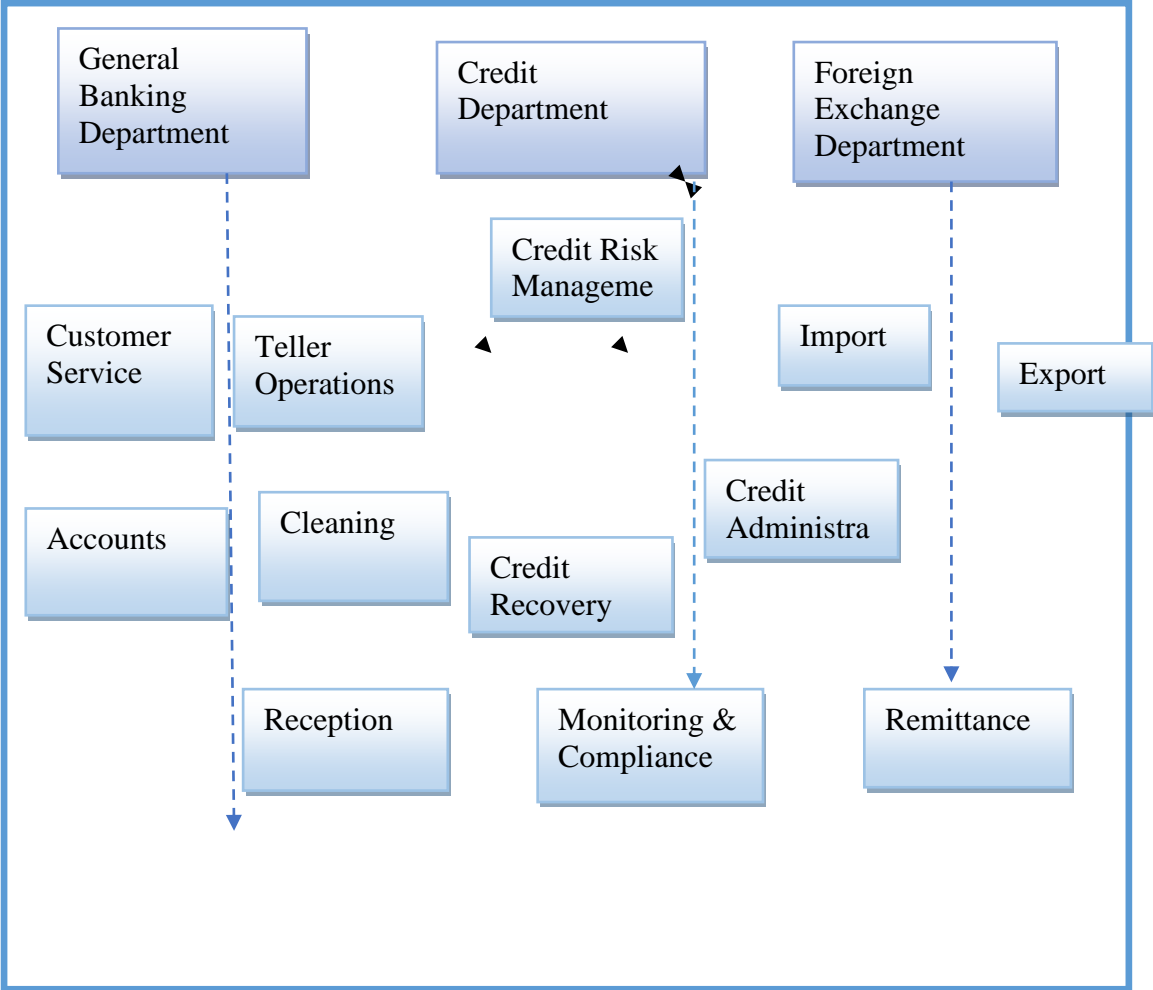 General
Banking
Department
Credit
Department
Foreign
Exchange
Department
Credit Risk
Manageme
Customer
Service
Teller
Operations
Import
Export
Accounts
Cleaning
Credit
Recovery
Credit
Administra
Reception
Monitoring &
Compliance
Remittance